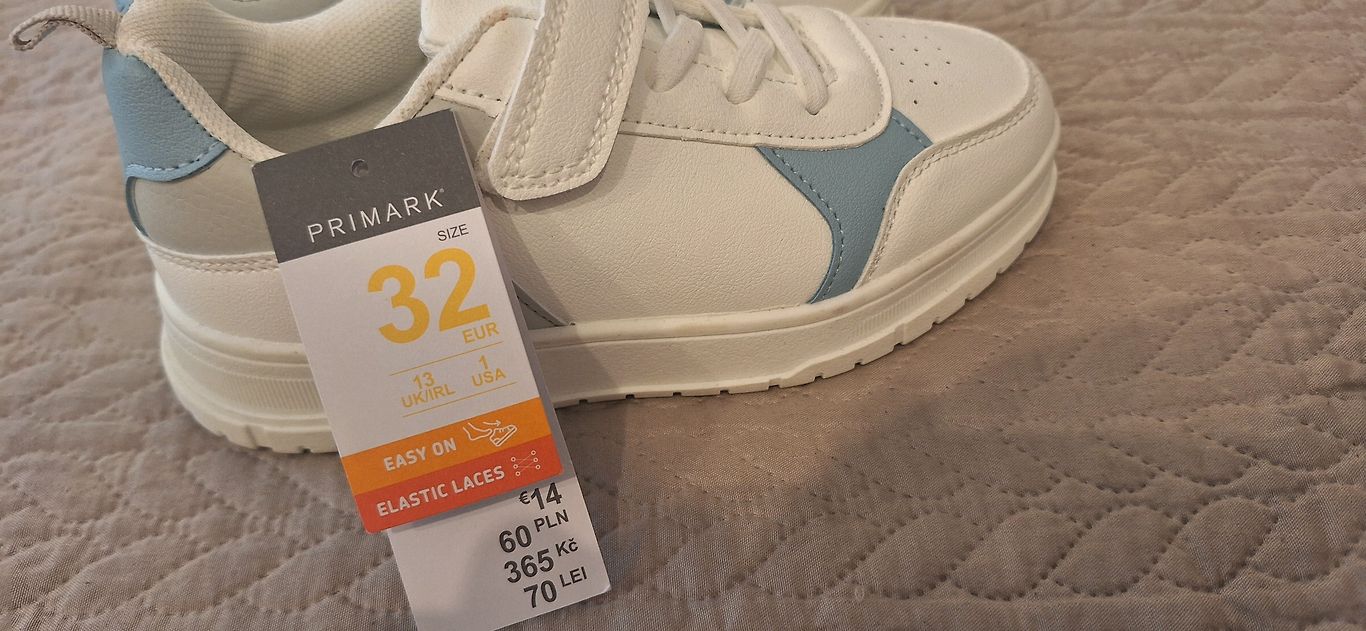 PRIMARK®
SIZE
32
EUR
13 1
UK/IRL USA
EASY ON
ELASTIC LACES
€14
60 PLN
365 Kč
70 LEI